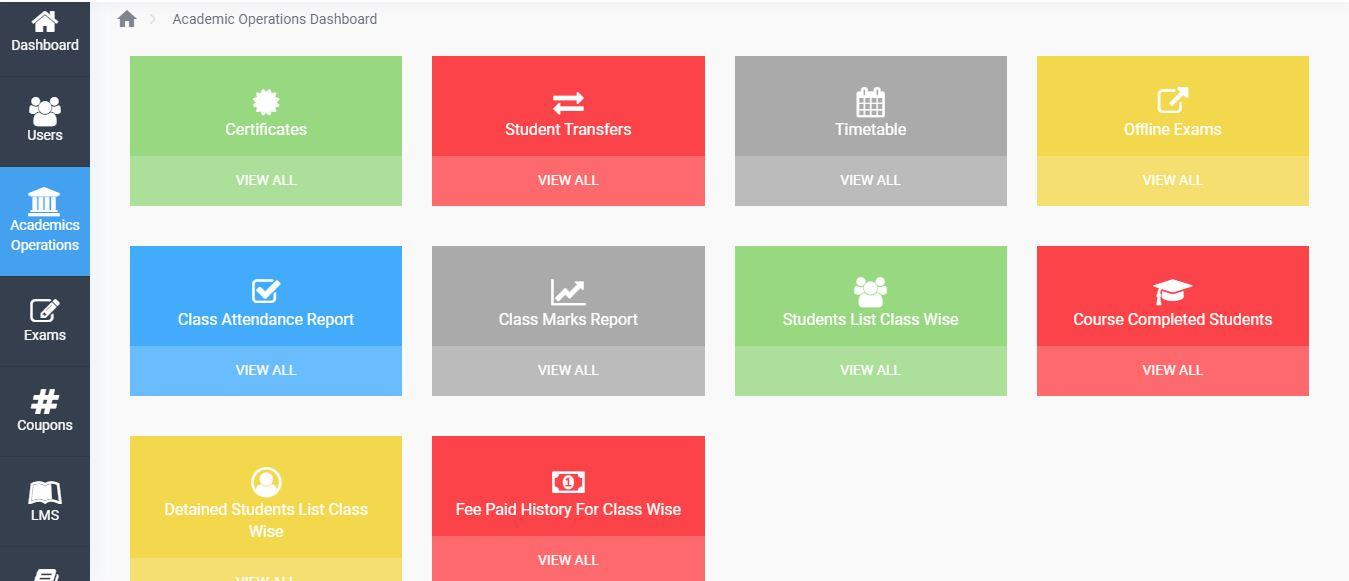 Academic Operations Dashboard
Dashboard
Users
Academics
Operations
Exams
#
Coupons
LMS
Certificates
VIEW ALL
Student Transfers
VIEW ALL
Timetable
VIEW ALL
Offline Exams
VIEW ALL
Class Attendance Report
VIEW ALL
Class Marks Report
VIEW ALL
Students List Class Wise
VIEW ALL
Course Completed Students
VIEW ALL
Detained Students List Class
Wise
VIEW ALL
1
Fee Paid History For Class Wise
VIEW ALL